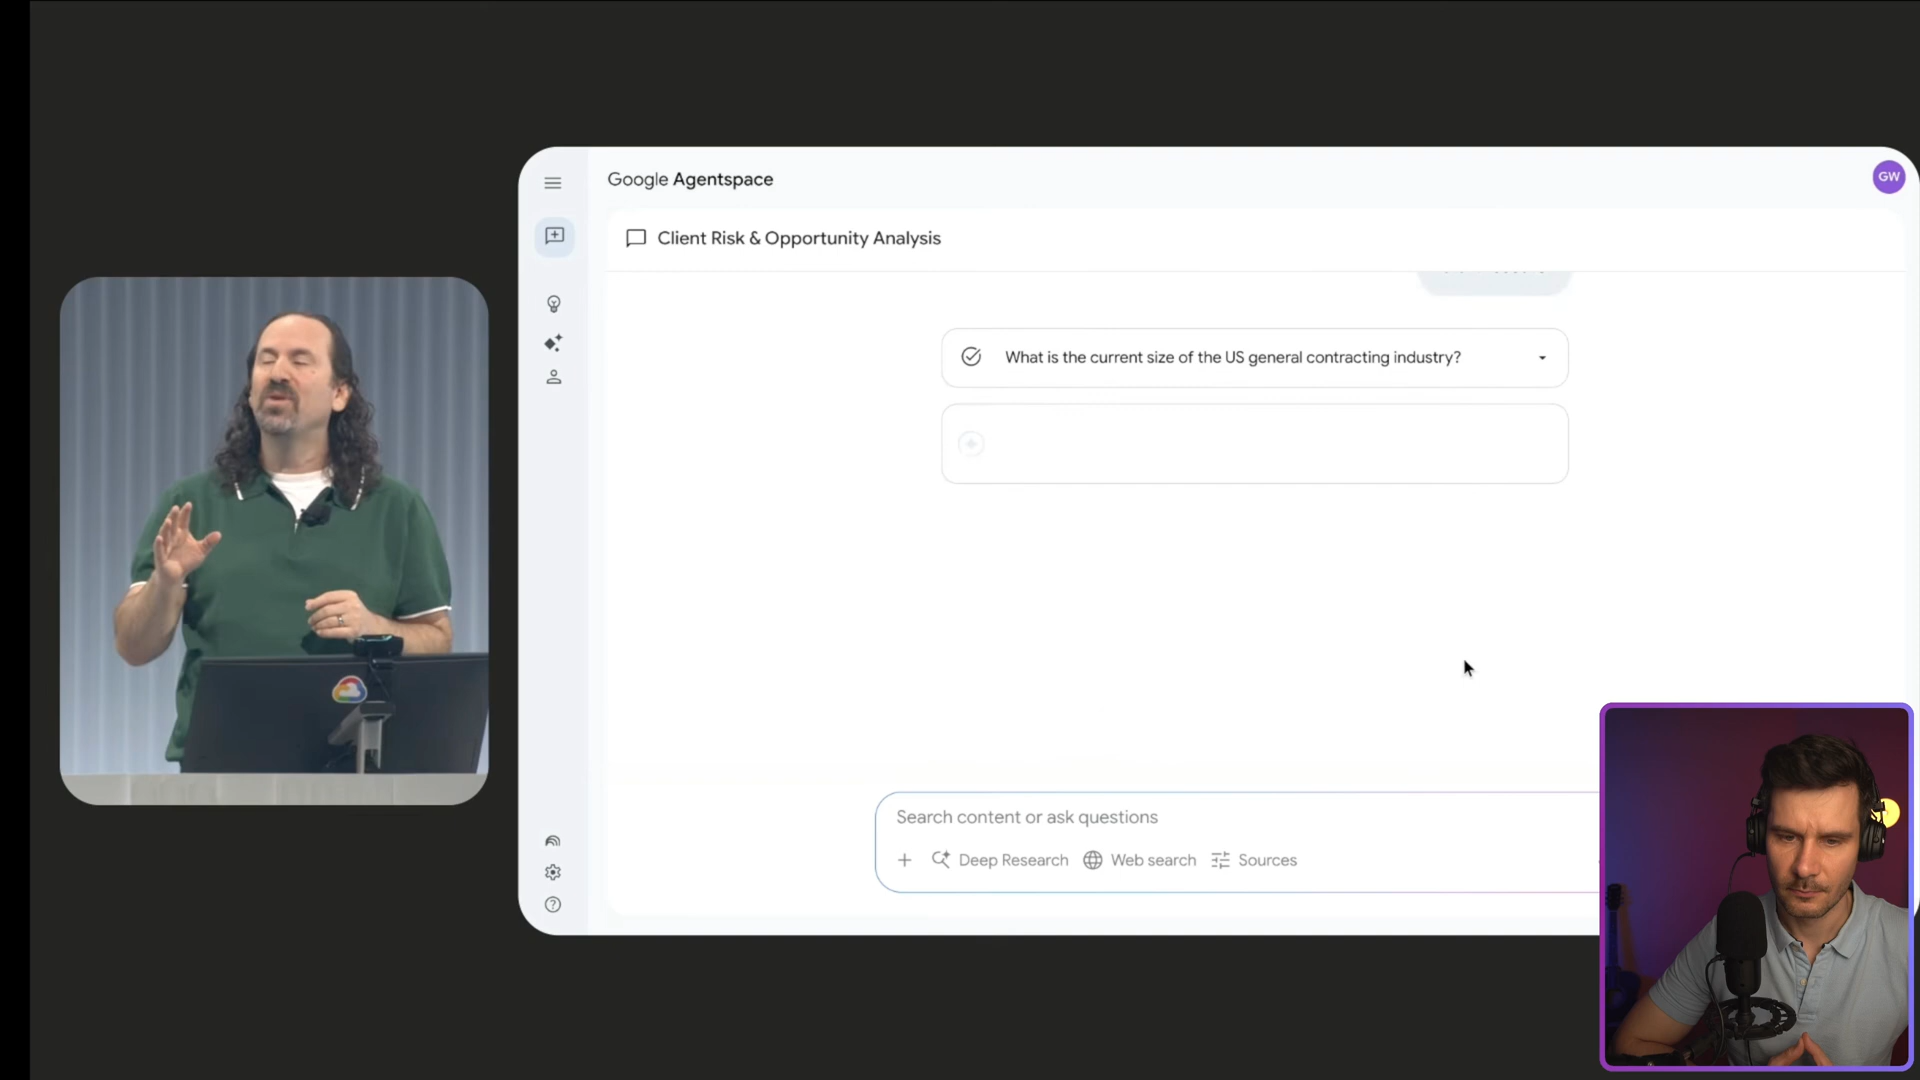 Google Agentspace
GW
Client Risk & Opportunity Analysis
What is the current size of the US general contracting industry?
Search content or ask questions
Deep Research
Web search
Sources